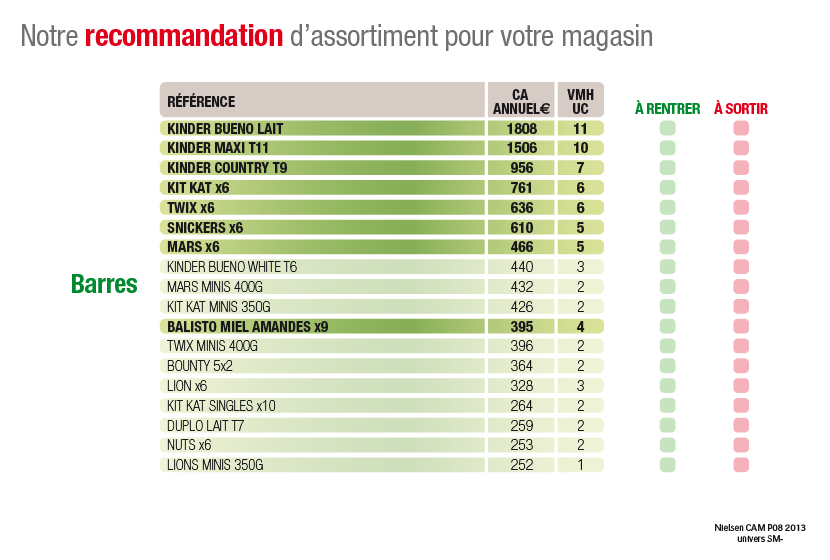 Notre recommandation d'assortiment pour votre magasin
RÉFÉRENCE CA ANNUEL€ VMH UC À RENTRER À SORTIR
KINDER BUENO LAIT 1808 11
KINDER MAXI T11 1506 10
KINDER COUNTRY T9 956 7
KIT KAT x6 761 6
TWIX x6 636 6
SNICKERS x6 610 5
MARS x6 466 5
KINDER BUENO WHITE T6 440 3
Barres
MARS MINIS 400G 432 2
KIT KAT MINIS 350G 426 2
BALISTO MIEL AMANDES x9 395 4
TWIX MINIS 400G 396 2
BOUNTY 5x2 364 2
LION x6 328 3
KIT KAT SINGLES x10 264 2
DUPLO LAIT T7 259 2
NUTS x6 253 2
LIONS MINIS 350G 252 1
Nielsen CAM P08 2013
univers SM-